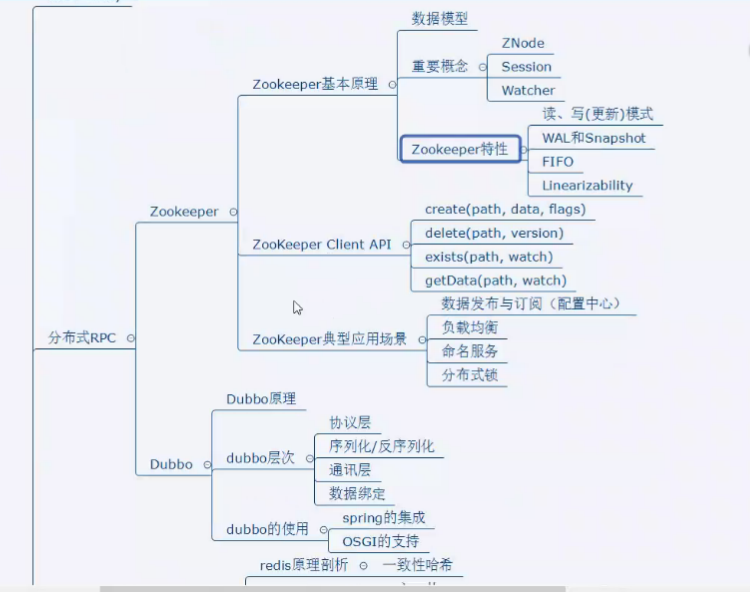 数据模型
ZNode
重要概念
Session
Zookeeper基本原理
Watcher
读、写(更新)模式
WAL和Snapshot
Zookeeper特性
FIFO
Linearizability
Zookeeper
create(path, data, flags)
delete(path, version)
ZooKeeper Client API
exists(path, watch)
getData(path, watch)
数据发布与订阅（配置中心）
负载均衡
分布式RPC
ZooKeeper典型应用场景
命名服务
分布式锁
Dubbo原理
协议层
序列化/反序列化
Dubbo
dubbo层次
通讯层
数据绑定
spring的集成
dubbo的使用
OSGI的支持
redis原理剖析
一致性哈希